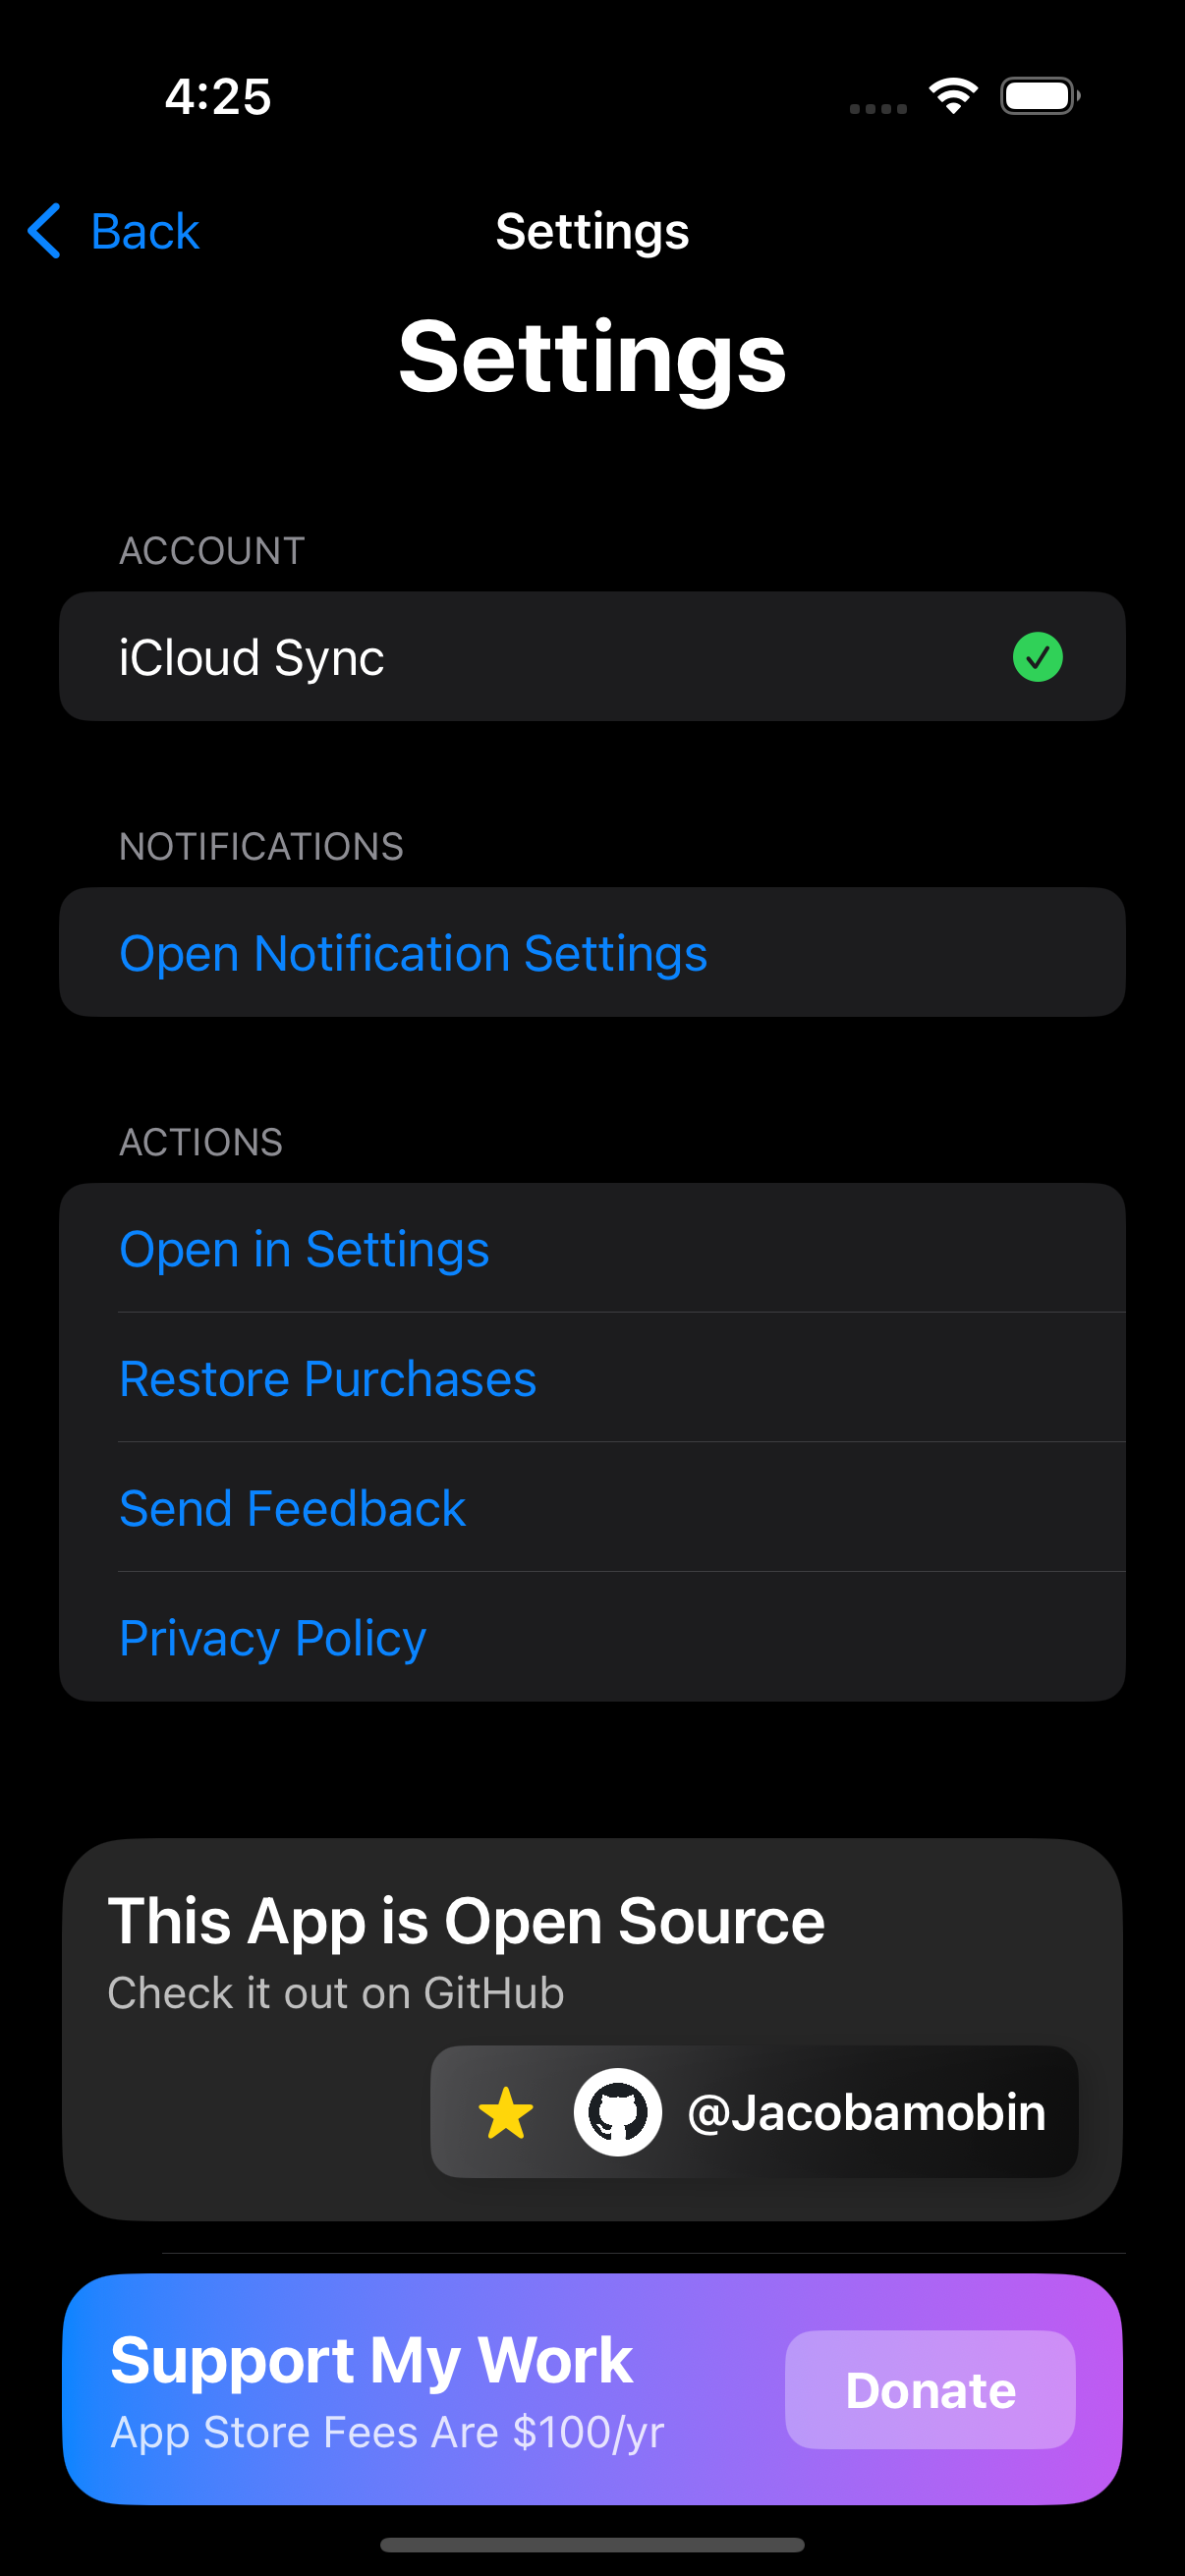 4:25
Back
Settings
Settings
ACCOUNT
iCloud Sync
NOTIFICATIONS
Open Notification Settings
ACTIONS
Open in Settings
Restore Purchases
Send Feedback
Privacy Policy
This App is Open Source
Check it out on GitHub
@Jacobamobin
Support My Work
App Store Fees Are $100/yr
Donate